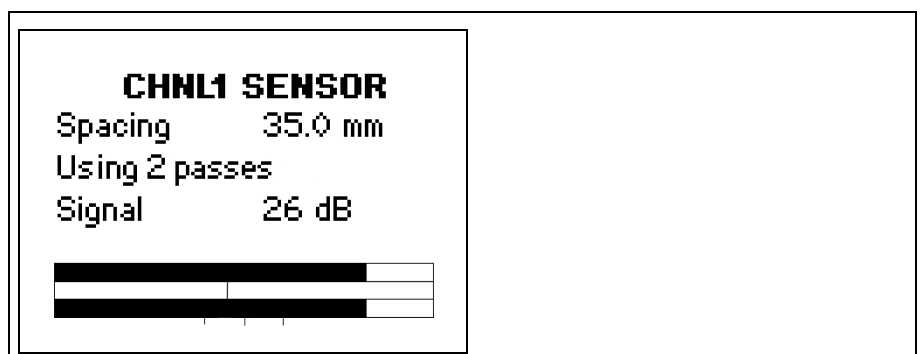 CHNL1 SENSOR
Spacing 35.0 mm
Using 2 passes
Signal 26 dB